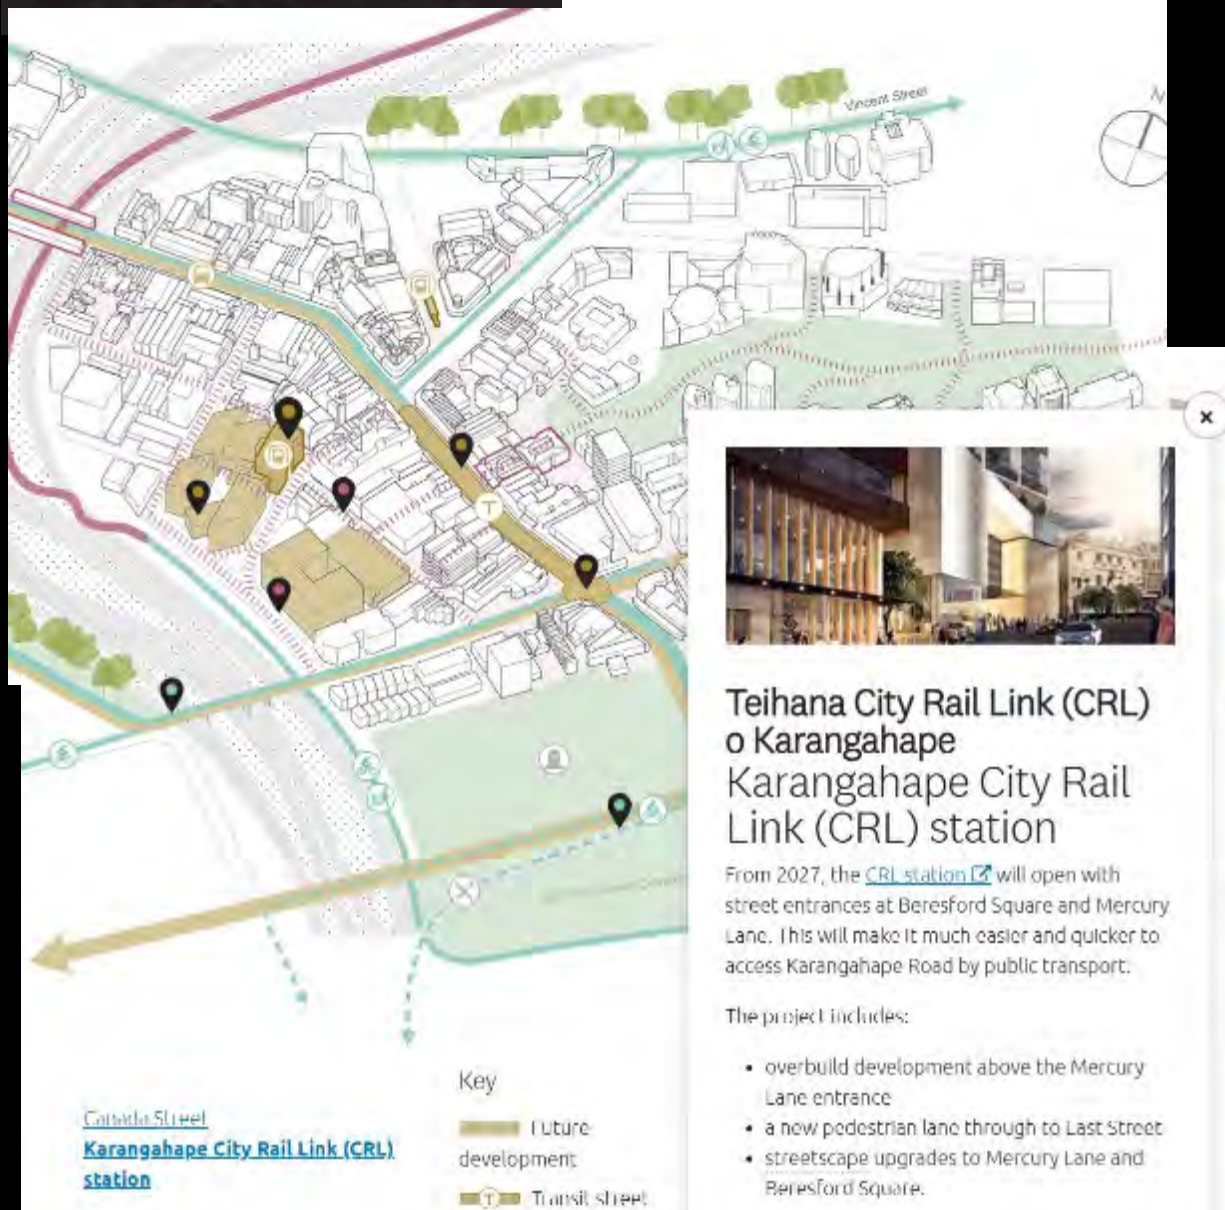 Vincent Street
N
T
Teihana City Rail Link (CRL)
o Karangahape
Karangahape City Rail
Link (CRL) station
From 2027, the CRL station will open with
street entrances at Beresford Square and Mercury
Lane. This will make it much easier and quicker to
access Karangahape Road by public transport.
The project includes:
• overbuild development above the Mercury
Lane entrance
• a new pedestrian lane through to Last Street
• streetscape upgrades to Mercury Lane and
Beresford Square.
Canada Street
Karangahape City Rail Link (CRL)
station
Key
Future
development
T Transit street